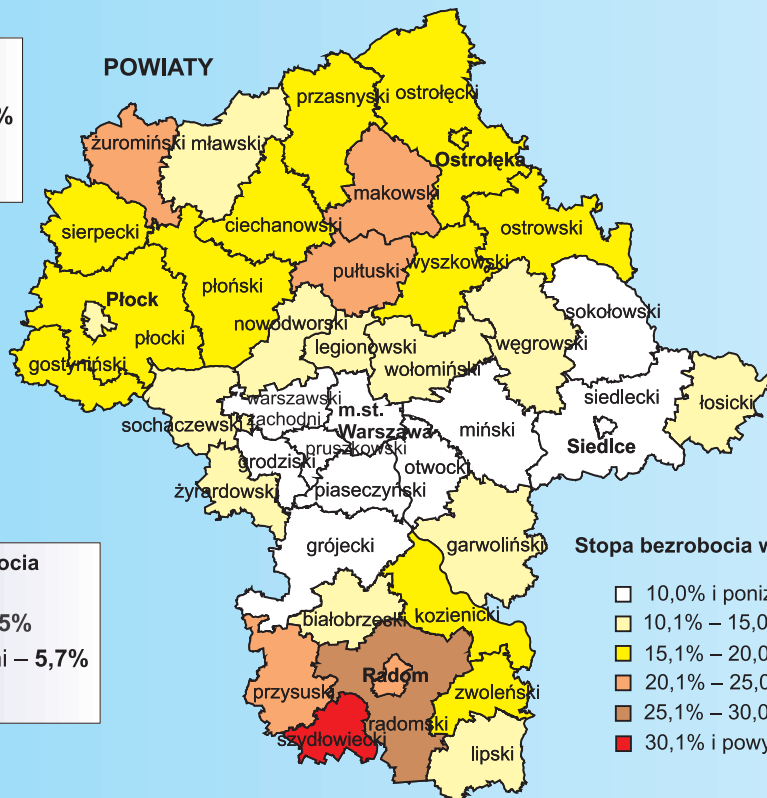 POWIATY
%
przasnyski
ostrołęcki
żuromiński
mławski
Ostrołęka
makowski
sierpecki
ciechanowski
ostrowski
pułtuski
wyszkowski
płoński
Płock
płocki
nowodworski
sokołowski
legionowski
węgrowski
gostyniński
wołomiński
siedlecki
łosicki
warszawski
zachodni
m.st.
Warszawa
sochaczewski
miński
Siedlce
pruszkowski
grodziski
otwocki
piaseczyński
żyrardowski
grójecki
garwoliński
białobrzeski
kozienicki
Radom
przysuski
zwoleński
radomski
szydłowiecki
lipski
ocia
5%
ni – 5,7%
Stopa bezrobocia w
10,0% i poniż
10,1% – 15,0
15,1% – 20,0
20,1% – 25,0
25,1% – 30,0
30,1% i powy